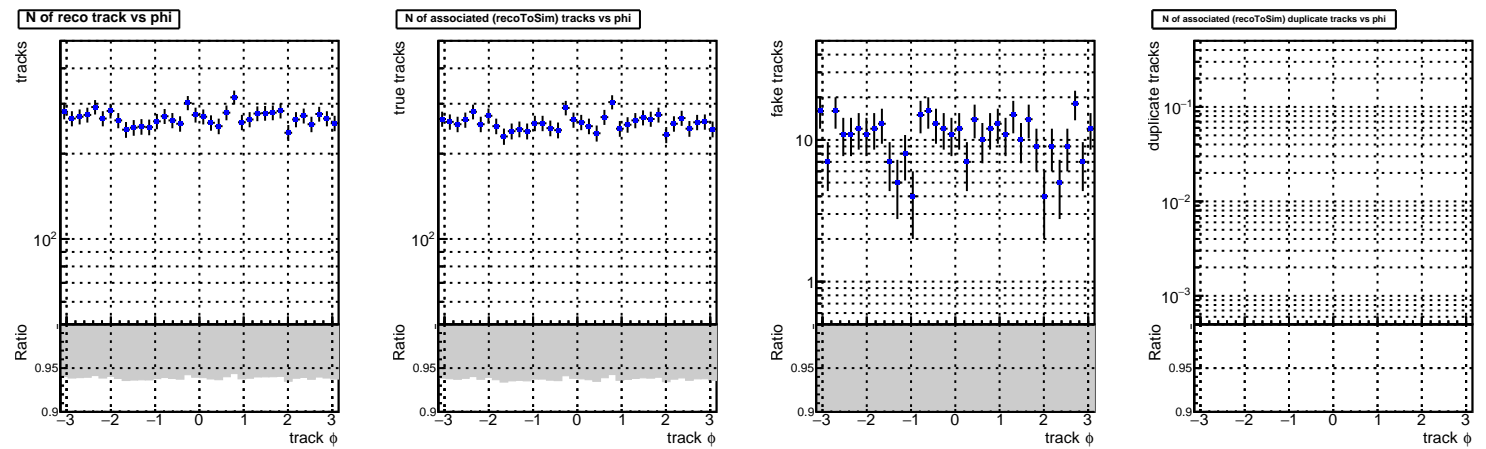 N of reco track vs phi
tracks
10²
Ratio
0.95
0.9
−3 −2 −1 0 1 2 3
track ϕ
N of associated (recoToSim) tracks vs phi
true tracks
10²
Ratio
0.95
0.9
−3 −2 −1 0 1 2 3
track ϕ
fake tracks
10
1
Ratio
0.95
0.9
−3 −2 −1 0 1 2 3
track ϕ
N of associated (recoToSim) duplicate tracks vs phi
duplicate tracks
10⁻¹
10⁻²
10⁻³
Ratio
0.95
0.9
−3 −2 −1 0 1 2 3
track ϕ